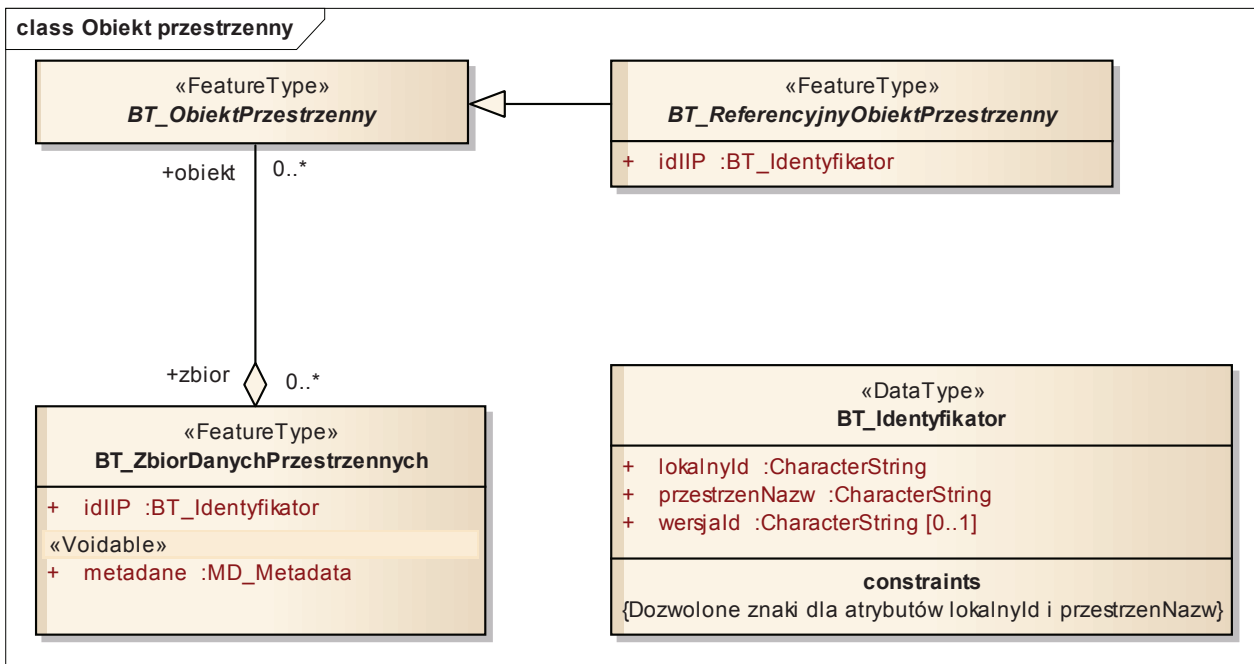 class Obiekt przestrzenny
«FeatureType»
BT_ObiektPrzestrzenny
«FeatureType»
BT_ReferencyjnyObiektPrzestrzenny
+ idIIP :BT_Identyfikator
+obiekt 0..*
+zbior 0..*
«FeatureType»
BT_ZbiorDanychPrzestrzennych
+ idIIP :BT_Identyfikator
«Voidable»
+ metadane :MD_Metadata
«DataType»
BT_Identyfikator
+ lokalnyId :CharacterString
+ przestrzenNazw :CharacterString
+ wersjaId :CharacterString [0..1]
constraints
{Dozwolone znaki dla atrybutów lokalnyId i przestrzenNazw}